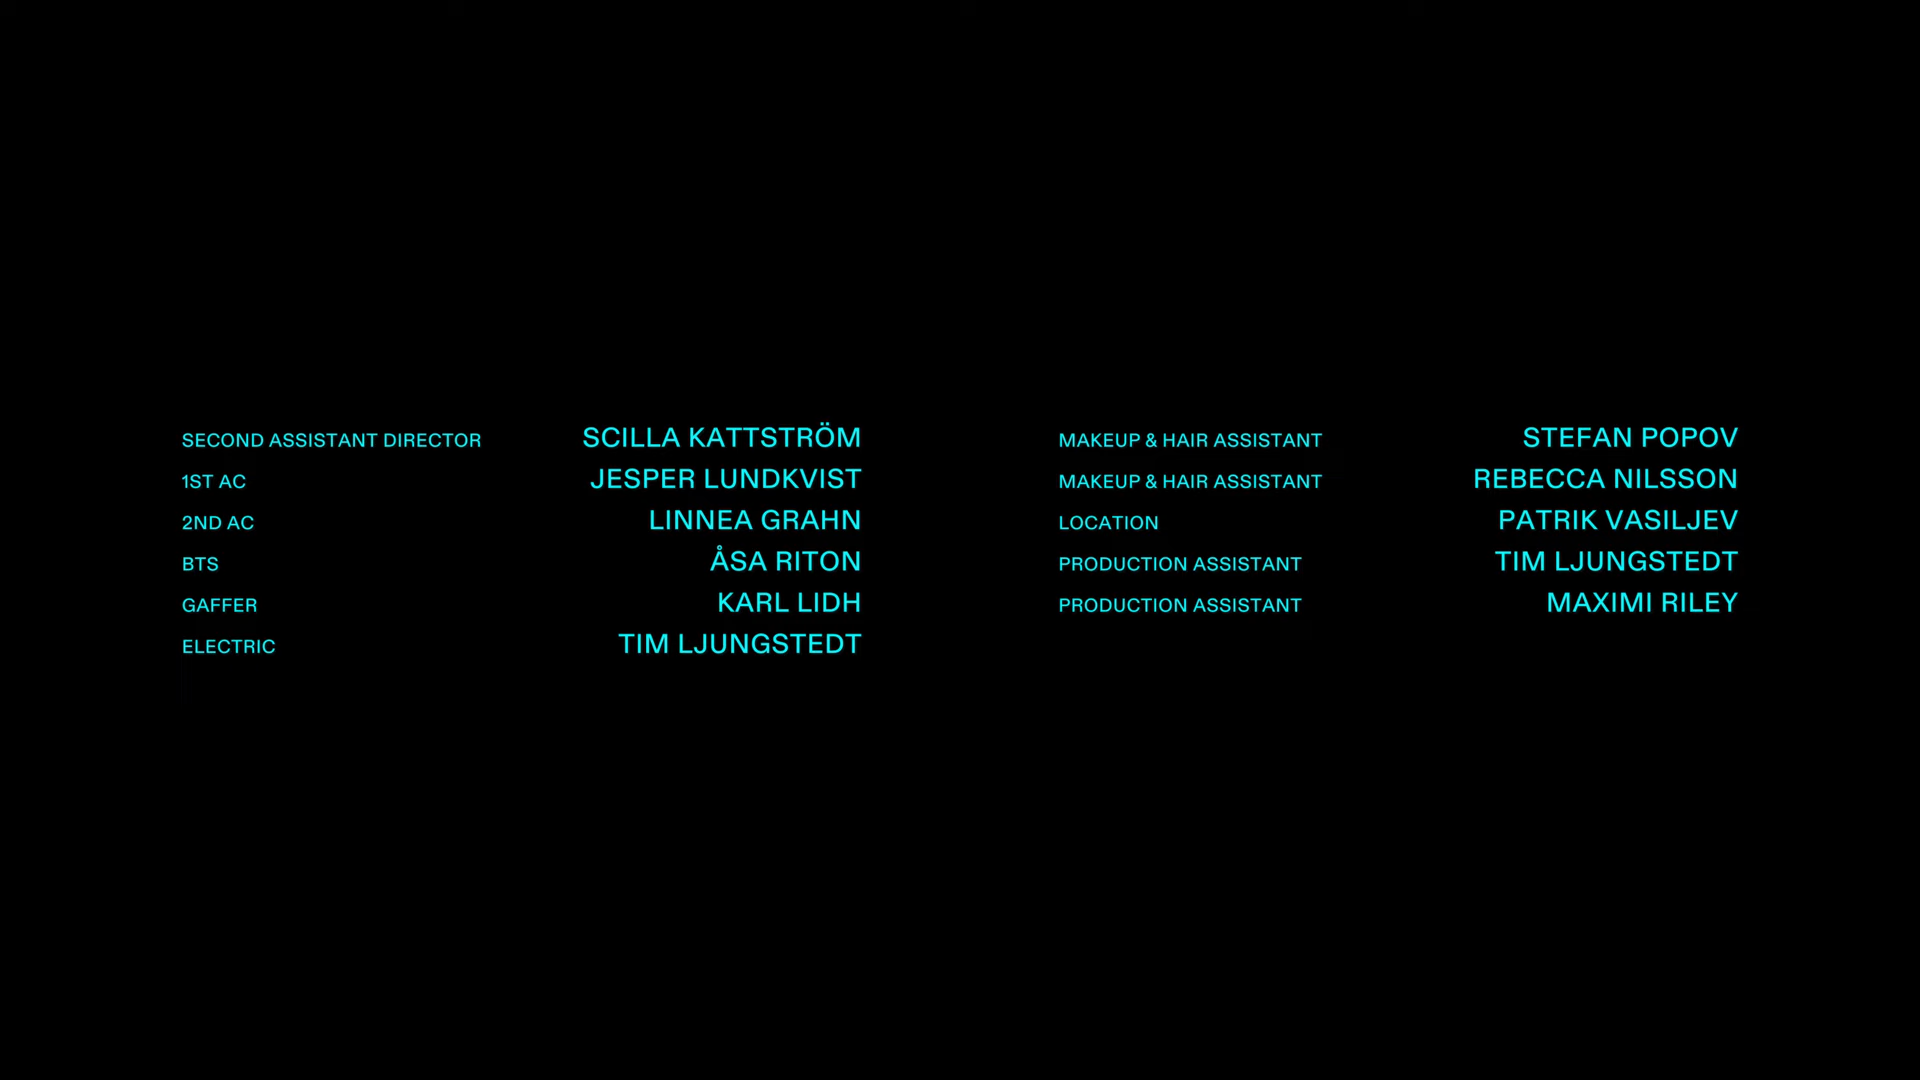 SECOND ASSISTANT DIRECTOR SCILLA KATTSTRÖM
1ST AC JESPER LUNDKVIST
2ND AC LINNEA GRAHN
BTS ÅSA RITON
GAFFER KARL LIDH
ELECTRIC TIM LJUNGSTEDT
MAKEUP & HAIR ASSISTANT STEFAN POPOV
MAKEUP & HAIR ASSISTANT REBECCA NILSSON
LOCATION PATRIK VASILJEV
PRODUCTION ASSISTANT TIM LJUNGSTEDT
PRODUCTION ASSISTANT MAXIMI RILEY